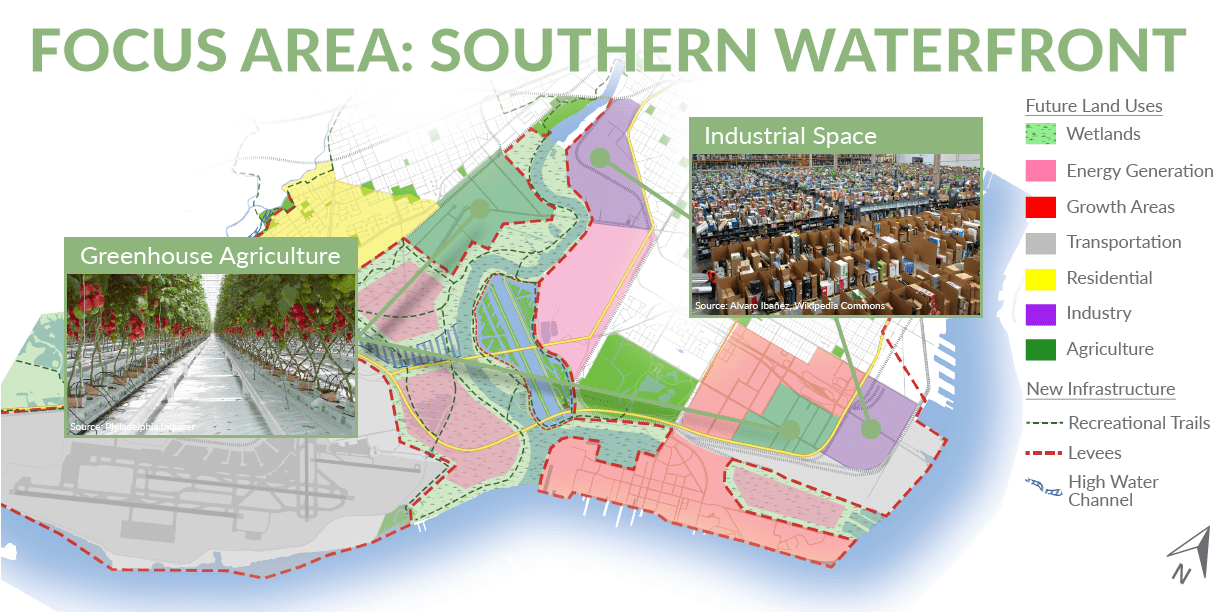 FOCUS AREA: SOUTHERN WATERFRONT
Future Land Uses
Wetlands
Energy Generation
Growth Areas
Transportation
Residential
Industry
Agriculture
New Infrastructure
Recreational Trails
Levees
High Water
Channel
N
Industrial Space
Source: Alvaro Ibañez, Wikipedia Commons
Greenhouse Agriculture
Source: Philadelphia Inquirer